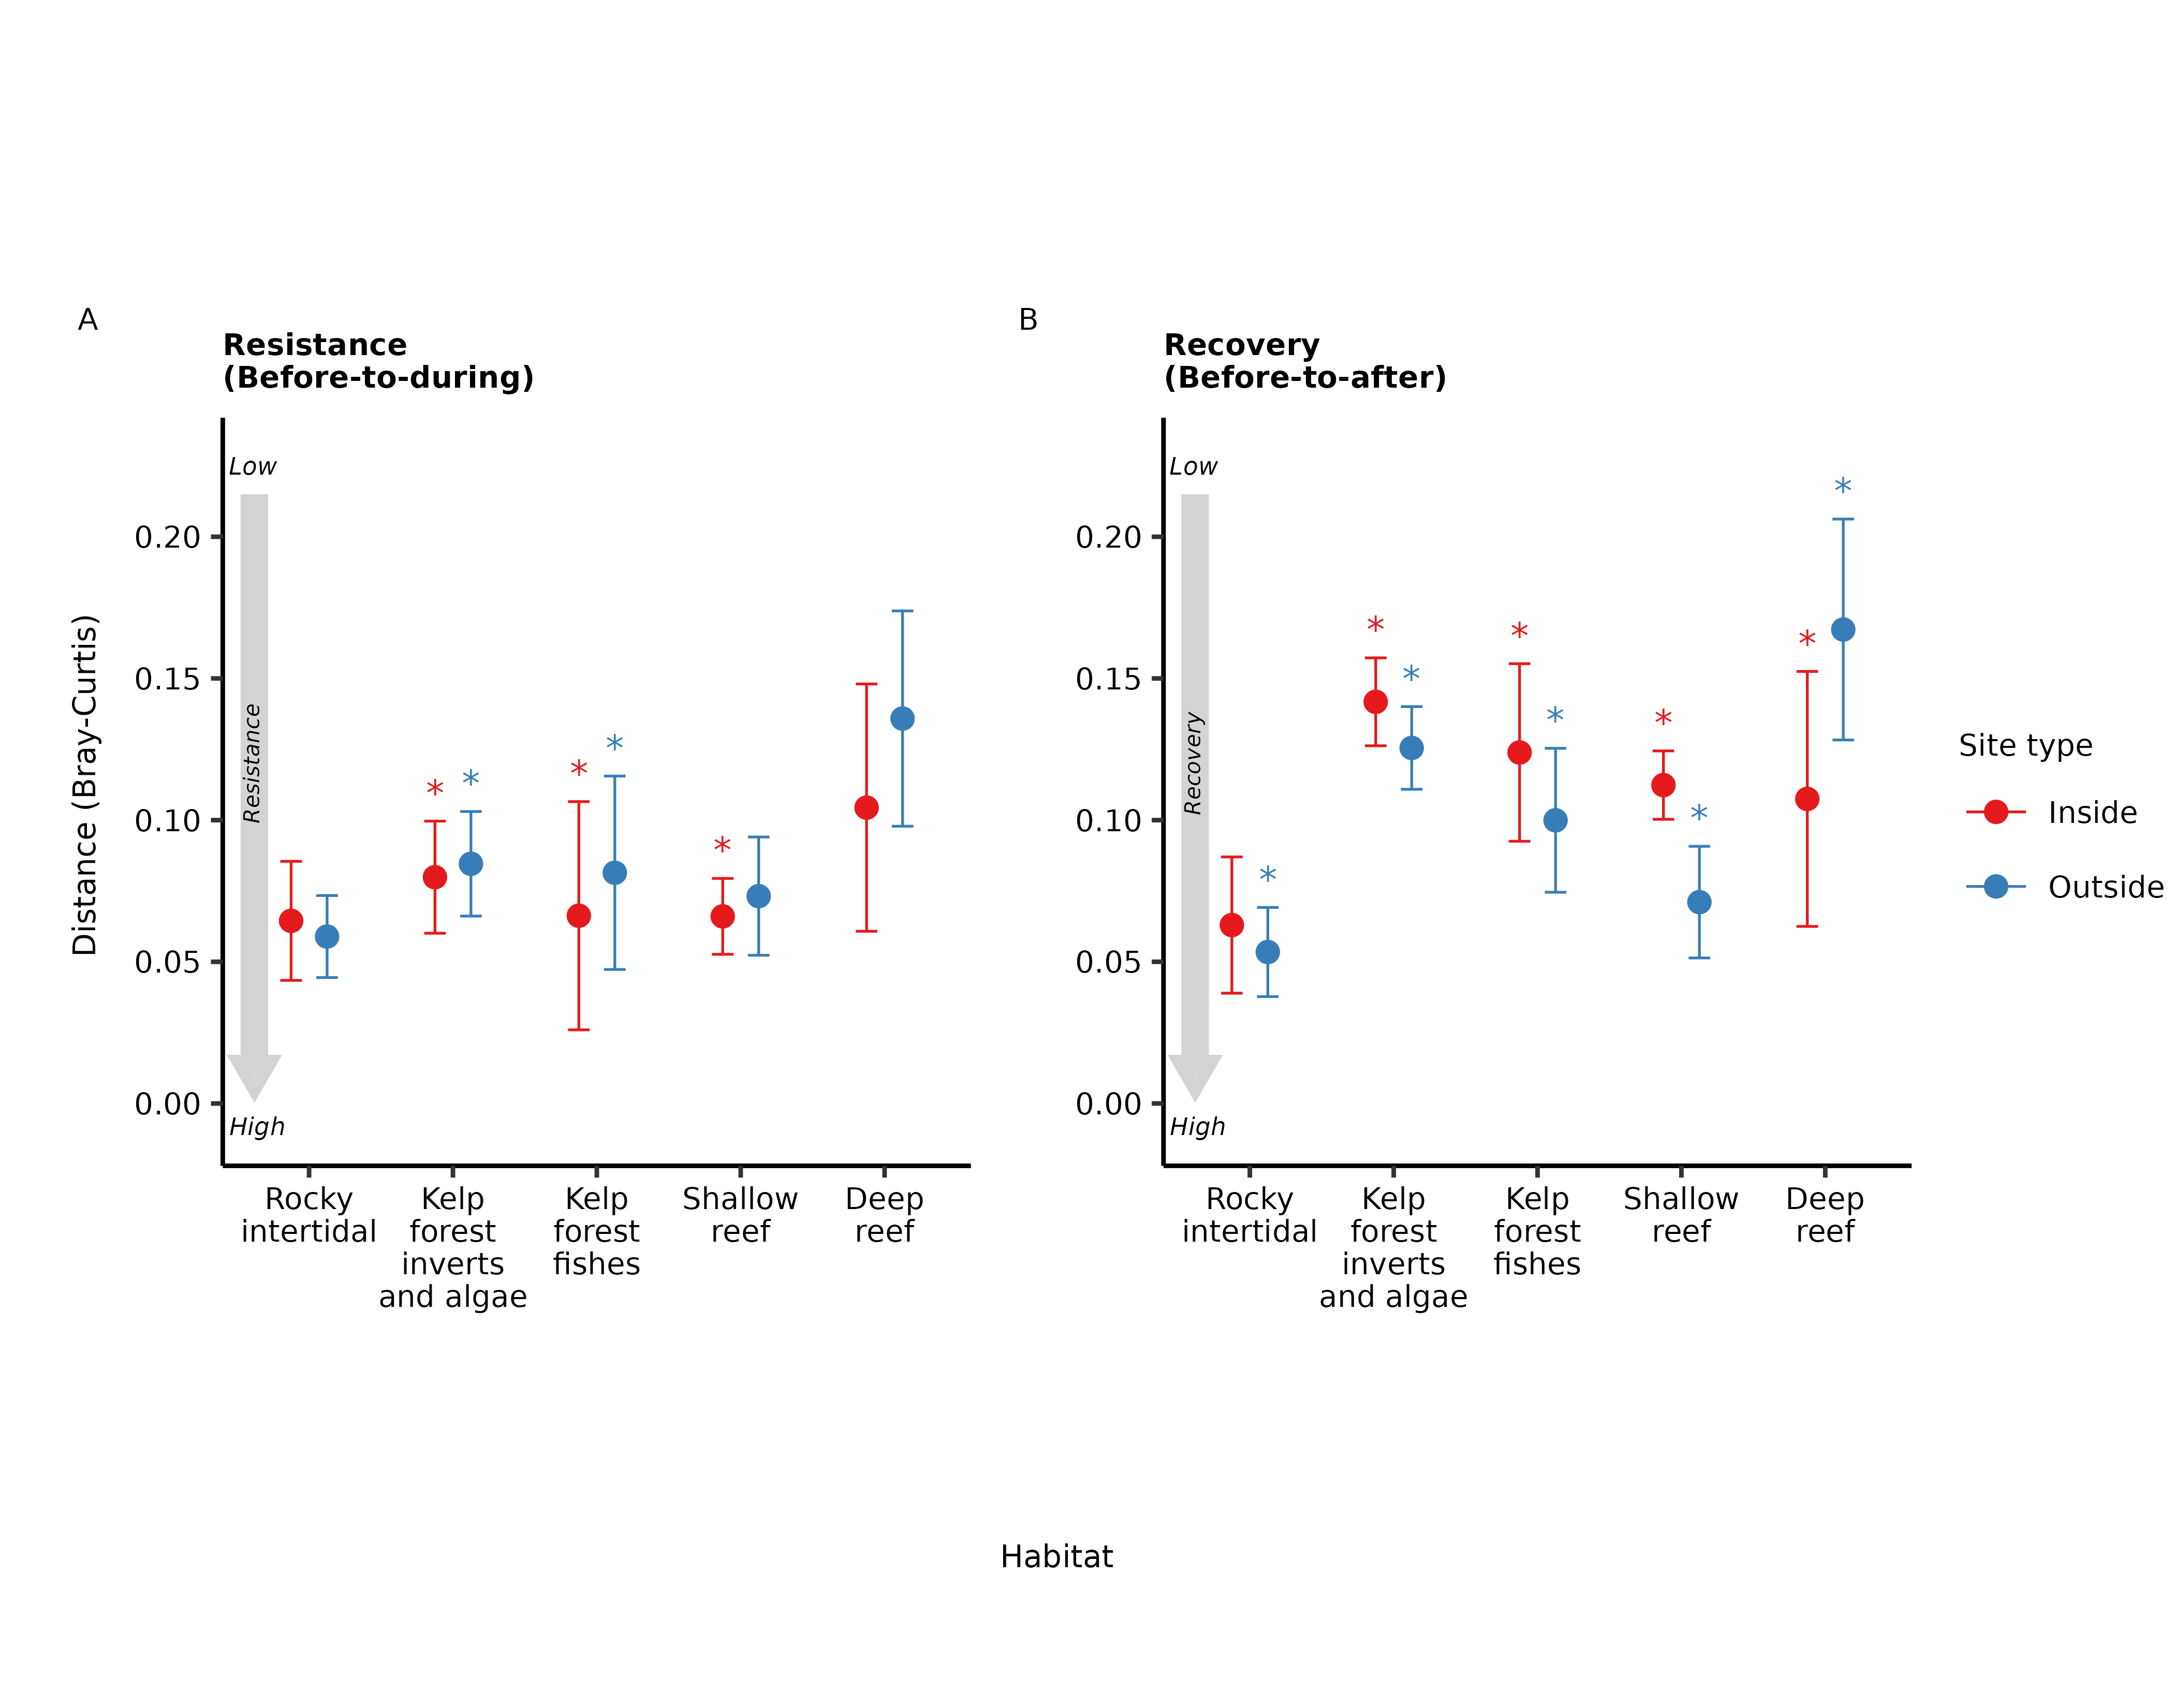 A
Resistance
(Before-to-during)
Distance (Bray-Curtis)
0.20
0.15
0.10
0.05
0.00
Low
Resistance
High
*
*
*
*
*
Rocky
intertidal
Kelp
forest
inverts
and algae
Kelp
forest
fishes
Shallow
reef
Deep
reef
B
Recovery
(Before-to-after)
0.20
0.15
0.10
0.05
0.00
Low
Recovery
High
*
*
*
*
*
*
*
*
*
Rocky
intertidal
Kelp
forest
inverts
and algae
Kelp
forest
fishes
Shallow
reef
Deep
reef
Site type
Inside
Outside
Habitat